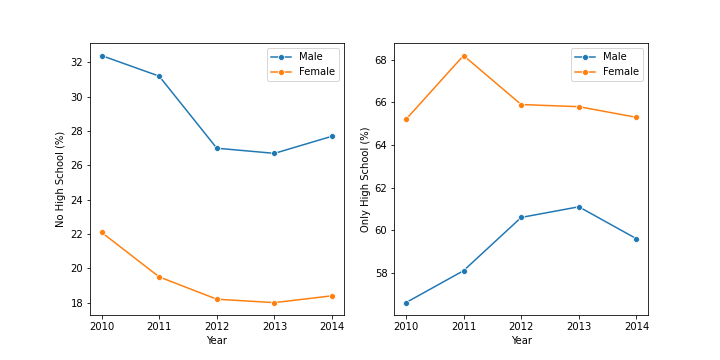 No High School (%)
32
30
28
26
24
22
20
18
2010 2011 2012 2013 2014
Year
Male
Female
Only High School (%)
68
66
64
62
60
58
2010 2011 2012 2013 2014
Year
Male
Female